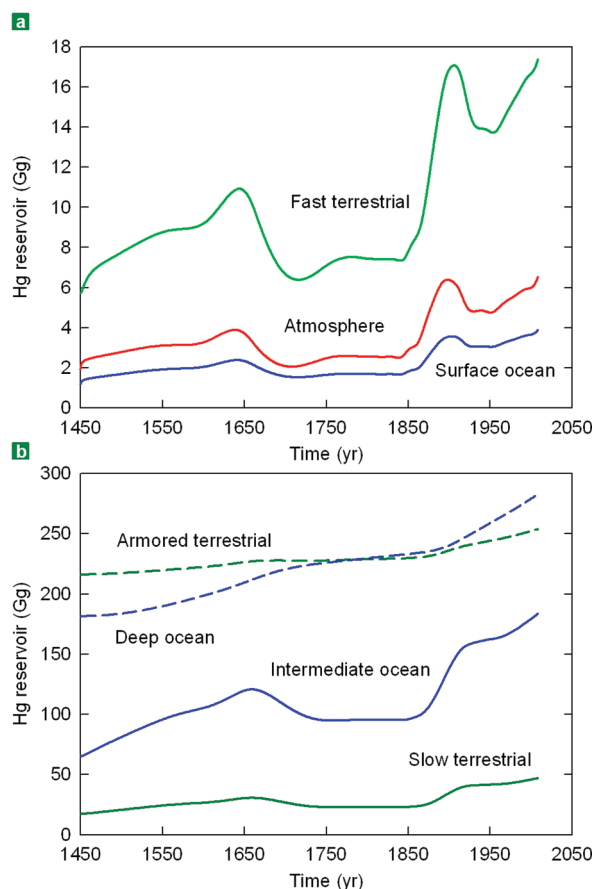 a
18
16
14
12
10
8
6
4
2
0
Hg reservoir (Gg)
Fast terrestrial
Atmosphere
Surface ocean
1450 1550 1650 1750 1850 1950 2050
Time (yr)
b
300
250
200
150
100
50
0
Hg reservoir (Gg)
Armored terrestrial
Deep ocean
Intermediate ocean
Slow terrestrial
1450 1550 1650 1750 1850 1950 2050
Time (yr)